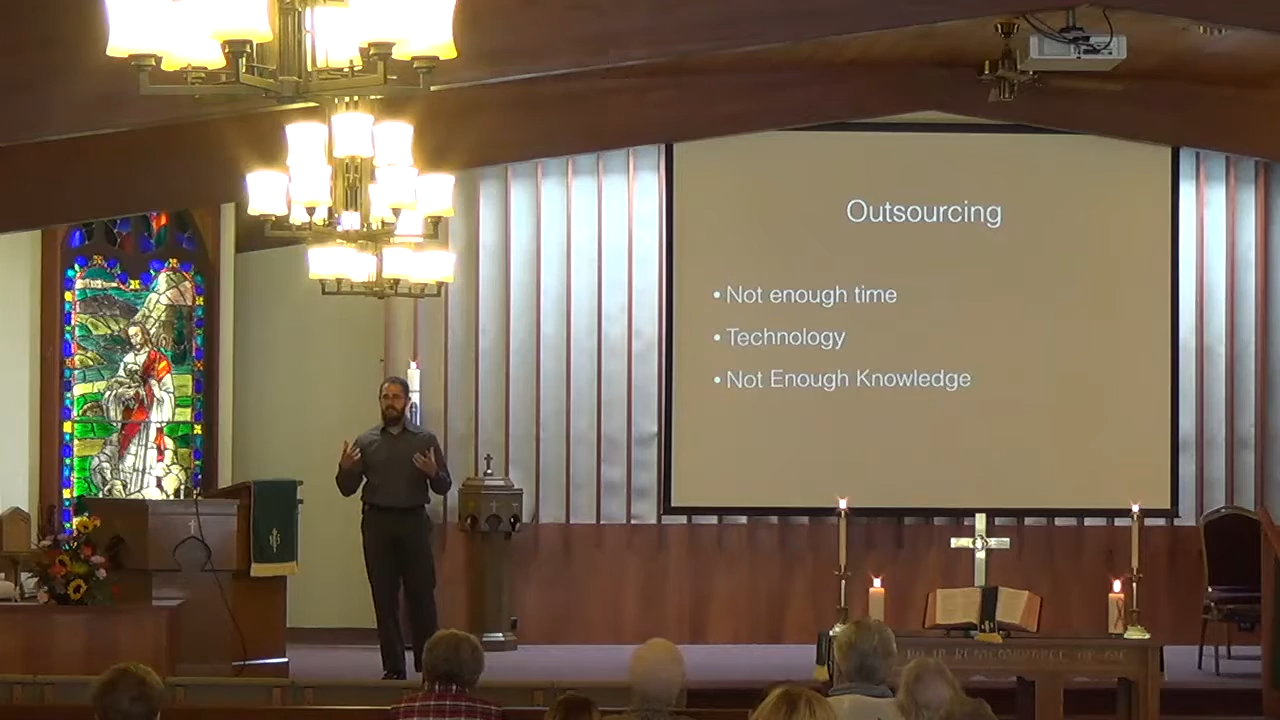 Outsourcing
• Not enough time
• Technology
• Not Enough Knowledge